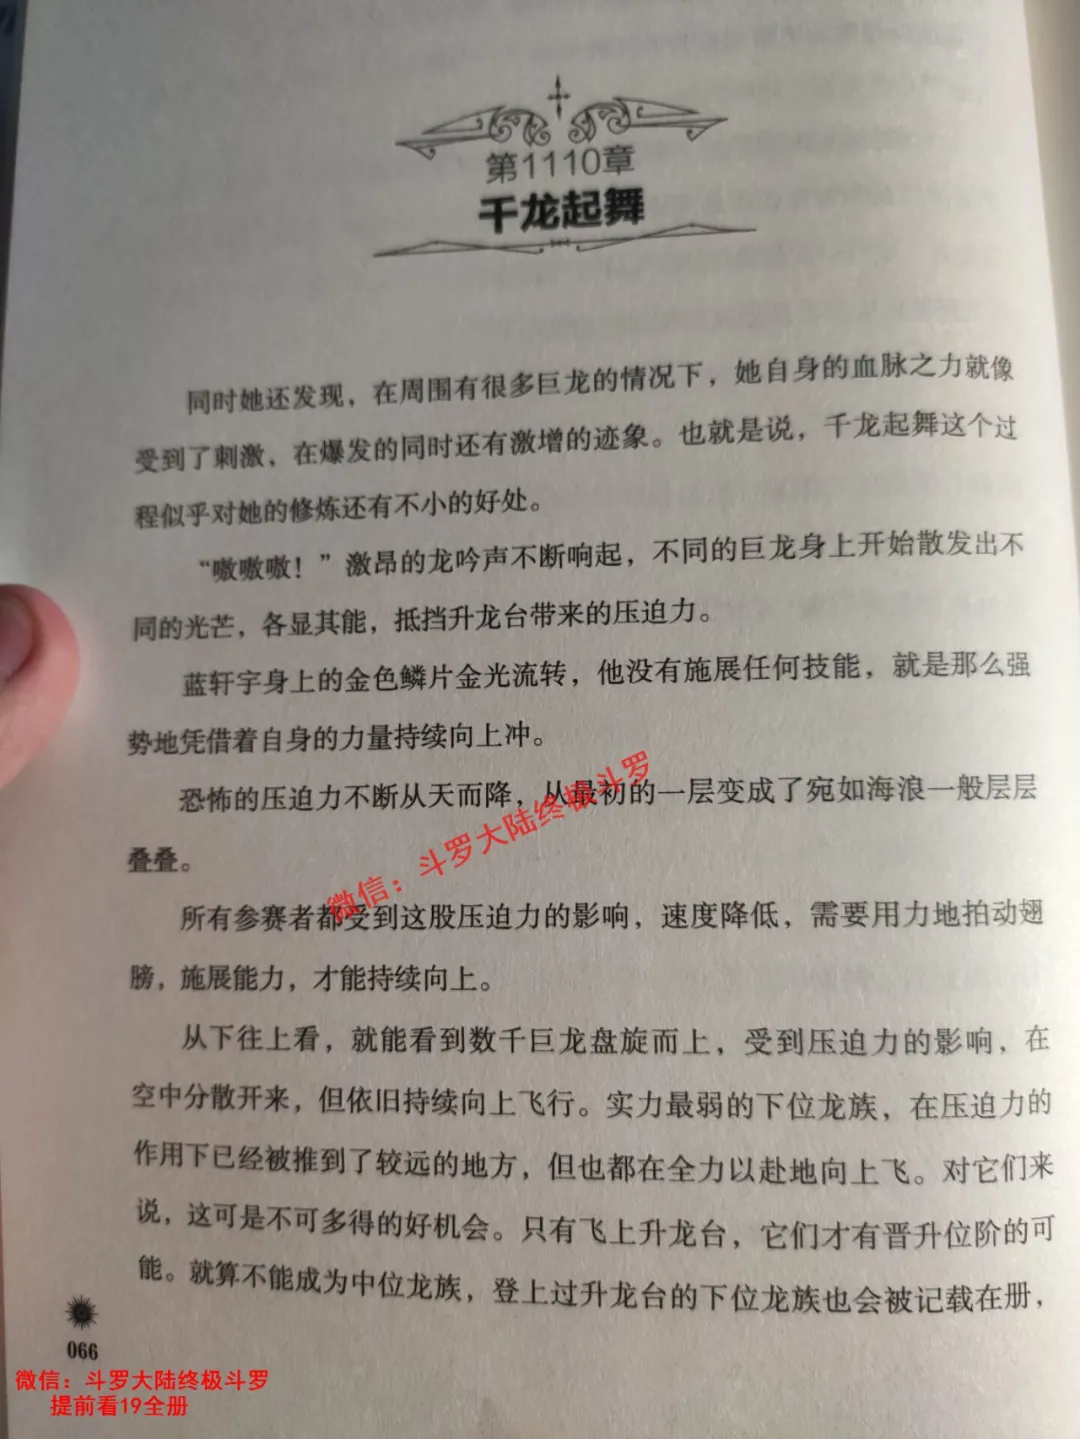 第1110章
千龙起舞
同时她还发现，在周围有很多巨龙的情况下，她自身的血脉之力就像
受到了刺激，在爆发的同时还有激增的迹象。也就是说，千龙起舞这个过
程似乎对她的修炼还有不小的好处。
“嗷嗷嗷！”激昂的龙吟声不断响起，不同的巨龙身上开始散发出不
同的光芒，各显其能，抵挡升龙台带来的压迫力。
蓝轩宇身上的金色鳞片金光流转，他没有施展任何技能，就是那么强
势地凭借着自身的力量持续向上冲。
恐怖的压迫力不断从天而降，从最初的一层变成了宛如海浪一般层层
叠叠。
所有参赛者都受到这股压迫力的影响，速度降低，需要用力地拍动翅
膀，施展能力，才能持续向上。
从下往上看，就能看到数千巨龙盘旋而上，受到压迫力的影响，在
空中分散开来，但依旧持续向上飞行。实力最弱的下位龙族，在压迫力的
作用下已经被推到了较远的地方，但也都在全力以赴地向上飞。对它们来
说，这可是不可多得的好机会。只有飞上升龙台，它们才有晋升位阶的可
能。就算不能成为中位龙族，登上过升龙台的下位龙族也会被记载在册，
066
微信：斗罗大陆终极斗罗
微信：斗罗大陆终极斗罗
提前看19全册